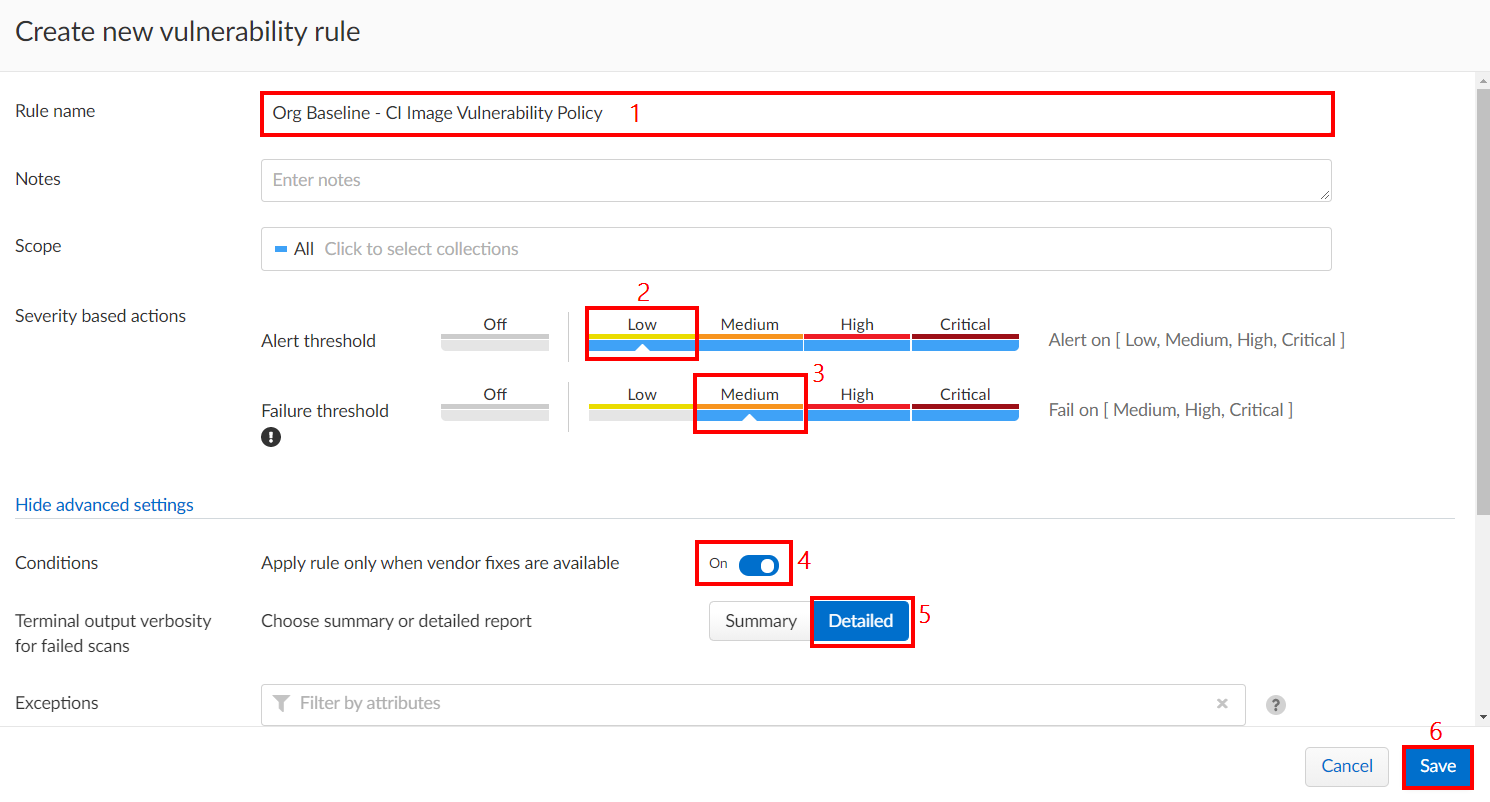 Create new vulnerability rule
Rule name
Org Baseline - CI Image Vulnerability Policy 1
Notes
Enter notes
Scope
All Click to select collections
2
Severity based actions
Alert threshold
Off Low Medium High Critical
Alert on [ Low, Medium, High, Critical ]
3
Failure threshold
Off Low Medium High Critical
Fail on [ Medium, High, Critical ]
Hide advanced settings
Conditions
Apply rule only when vendor fixes are available
On
4
Terminal output verbosity
for failed scans
Choose summary or detailed report
Summary Detailed
5
Exceptions
Filter by attributes
?
6
Cancel Save